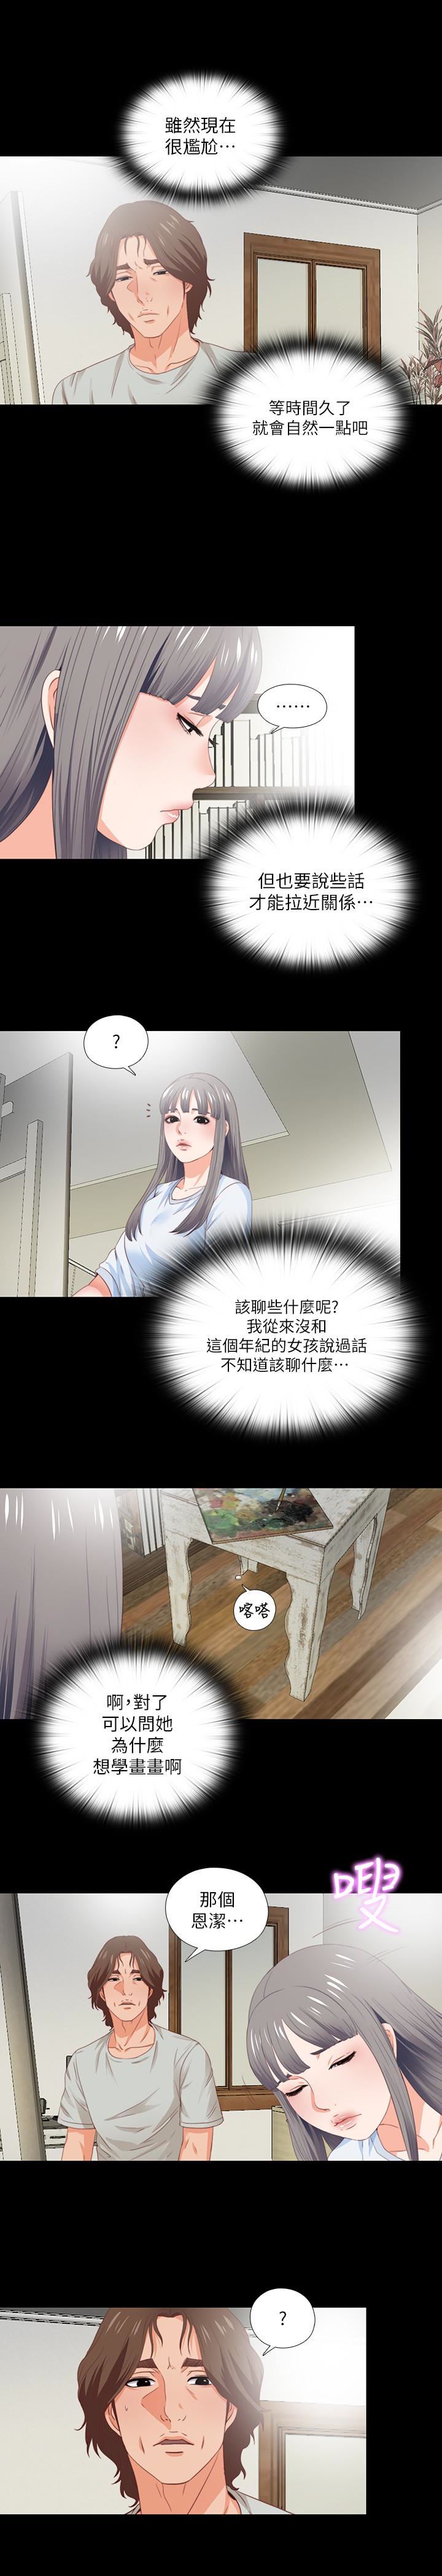 雖然現在
很尷尬…
等時間久了
就會自然一點吧
……
但也要說些話
才能拉近關係…
?
該聊些什麼呢?
我從來沒和
這個年紀的女孩說過話
不知道該聊什麼…
喀嗒
啊,對了
可以問她
為什麼
想學畫畫啊
嗖
那個
恩潔…
?